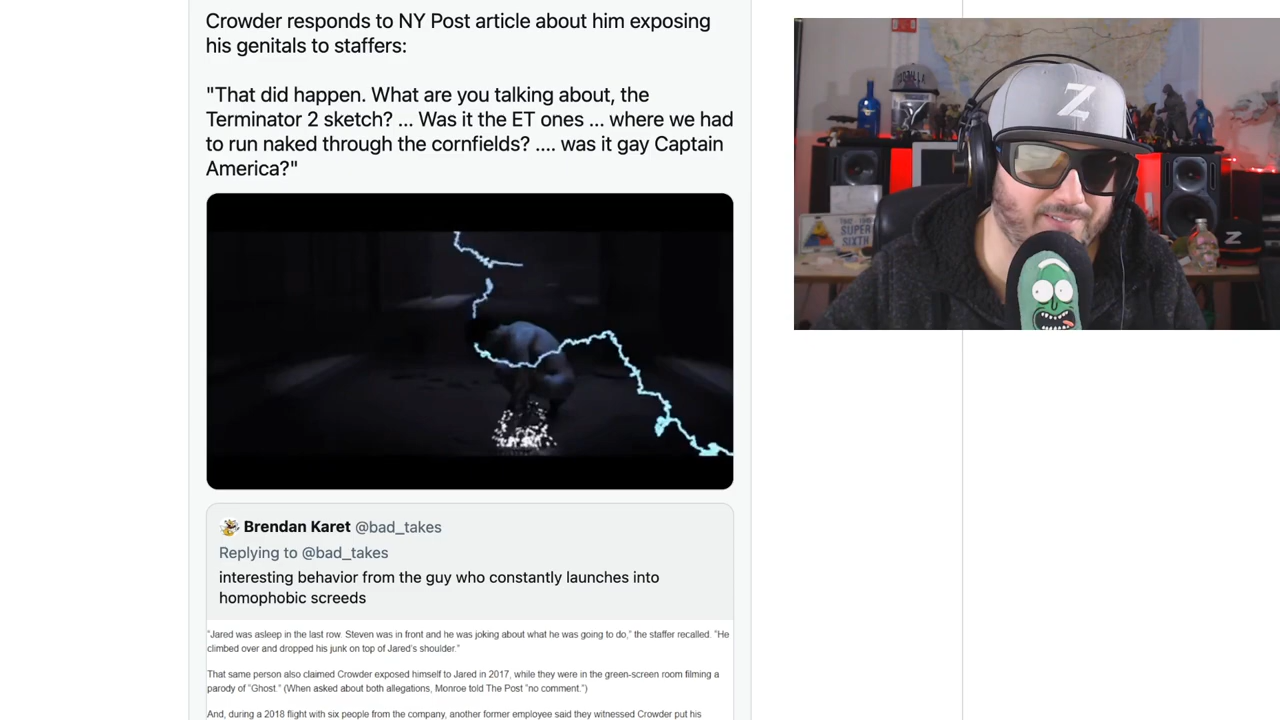 Crowder responds to NY Post article about him exposing
his genitals to staffers:
"That did happen. What are you talking about, the
Terminator 2 sketch? ... Was it the ET ones ... where we had
to run naked through the cornfields? .... was it gay Captain
America?"
Brendan Karet @bad_takes
Replying to @bad_takes
interesting behavior from the guy who constantly launches into
homophobic screeds
"Jared was asleep in the last row. Steven was in front and he was joking about what he was going to do," the staffer recalled. "He
climbed over and dropped his junk on top of Jared's shoulder."
That same person also claimed Crowder exposed himself to Jared in 2017, while they were in the green-screen room filming a
parody of "Ghost." (When asked about both allegations, Monroe told The Post "no comment.")
And, during a 2018 flight with six people from the company, another former employee said they witnessed Crowder put his
Z
SUPER
SIXTH
Z